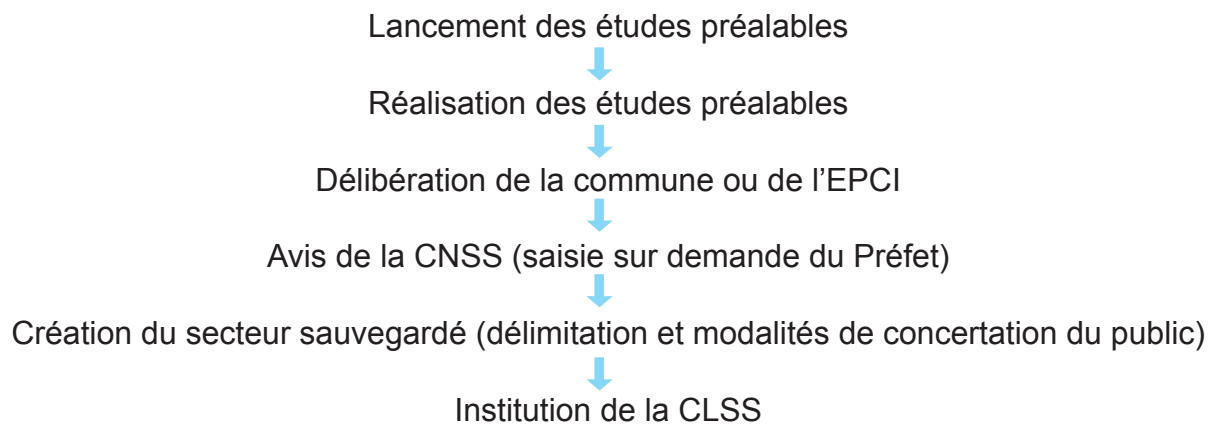 Lancement des études préalables
Réalisation des études préalables
Délibération de la commune ou de l’EPCI
Avis de la CNSS (saisie sur demande du Préfet)
Création du secteur sauvegardé (délimitation et modalités de concertation du public)
Institution de la CLSS